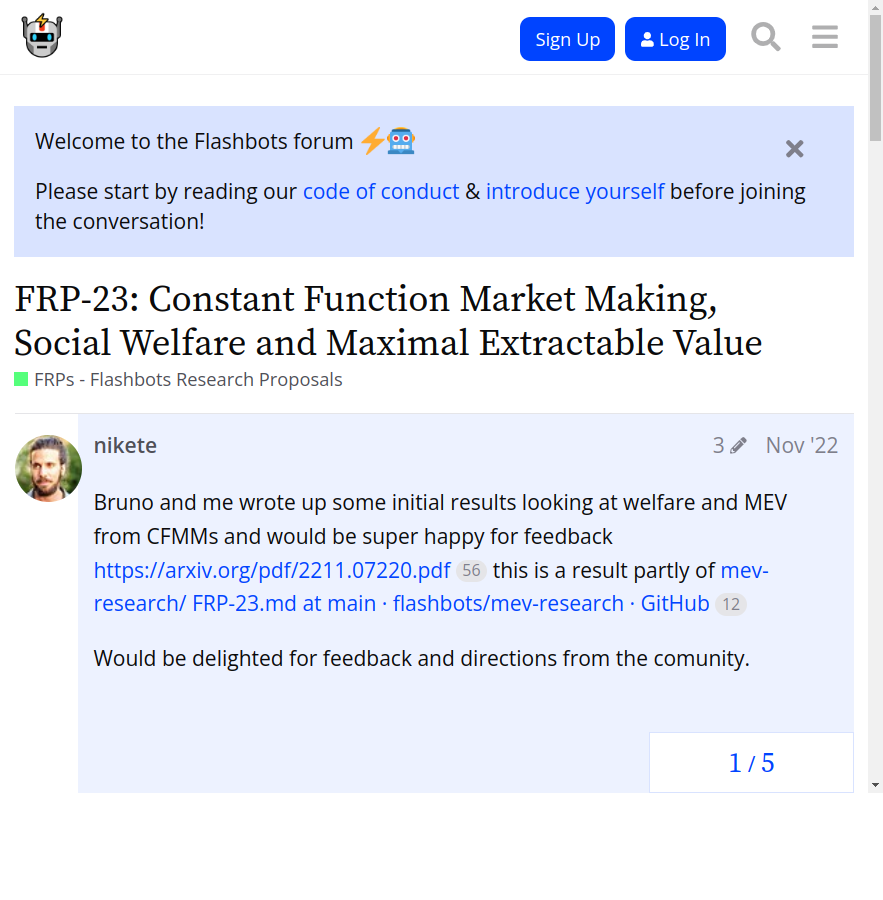 Sign Up
Log In
Welcome to the Flashbots forum
Please start by reading our code of conduct & introduce yourself before joining
the conversation!
FRP-23: Constant Function Market Making,
Social Welfare and Maximal Extractable Value
FRPs - Flashbots Research Proposals
nikete
3
Nov '22
Bruno and me wrote up some initial results looking at welfare and MEV
from CFMMs and would be super happy for feedback
https://arxiv.org/pdf/2211.07220.pdf 56 this is a result partly of mev-
research/ FRP-23.md at main · flashbots/mev-research · GitHub 12
Would be delighted for feedback and directions from the comunity.
1 / 5